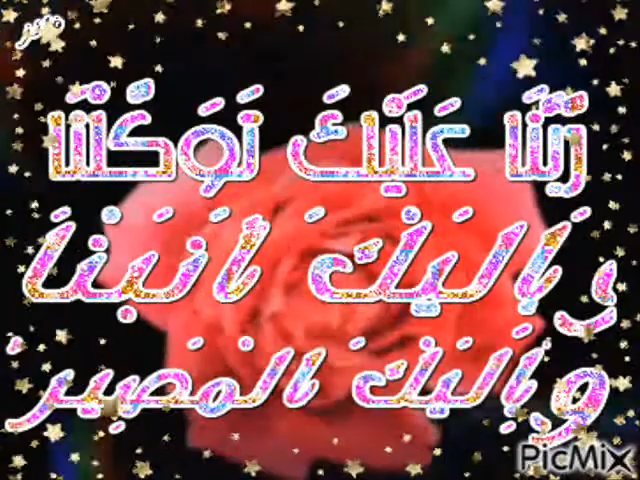 رَبَّنَا عَلَيْكَ تَوَكَّلْنَا
وَإِلَيْكَ أَنَبْنَا
وَإِلَيْكَ الْمَصِيرُ
PicMix